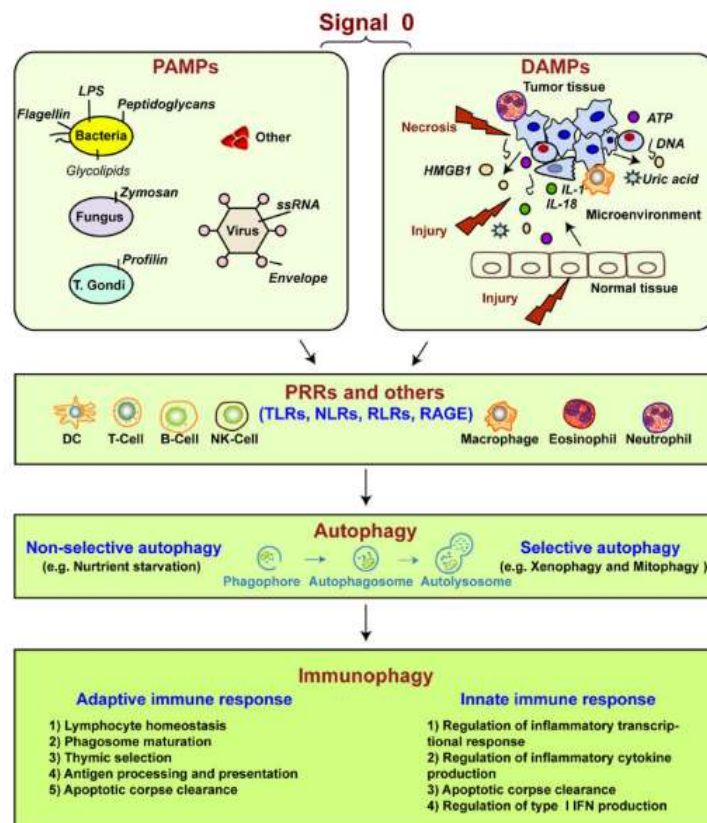 Signal 0
PAMPs
LPS
Flagellin
Peptidoglycans
Bacteria
Glycolipids
Other
Zymosan
Fungus
ssRNA
Virus
Profilin
T. Gondi
Envelope
DAMPs
Tumor tissue
Necrosis
ATP
DNA
HMGB1
IL-1
Uric acid
IL-18
Microenvironment
Injury
Normal tissue
Injury
PRRs and others
(TLRs, NLRs, RLRs, RAGE)
DC
T-Cell
B-Cell
NK-Cell
Macrophage
Eosinophil
Neutrophil
Autophagy
Non-selective autophagy
(e.g. Nurtrient starvation)
Phagophore
Autophagosome
Autolysosome
Selective autophagy
(e.g. Xenophagy and Mitophagy )
Immunophagy
Adaptive immune response
1) Lymphocyte homeostasis
2) Phagosome maturation
3) Thymic selection
4) Antigen processing and presentation
5) Apoptotic corpse clearance
Innate immune response
1) Regulation of inflammatory transcrip-
tional response
2) Regulation of inflammatory cytokine
production
3) Apoptotic corpse clearance
4) Regulation of type I IFN production